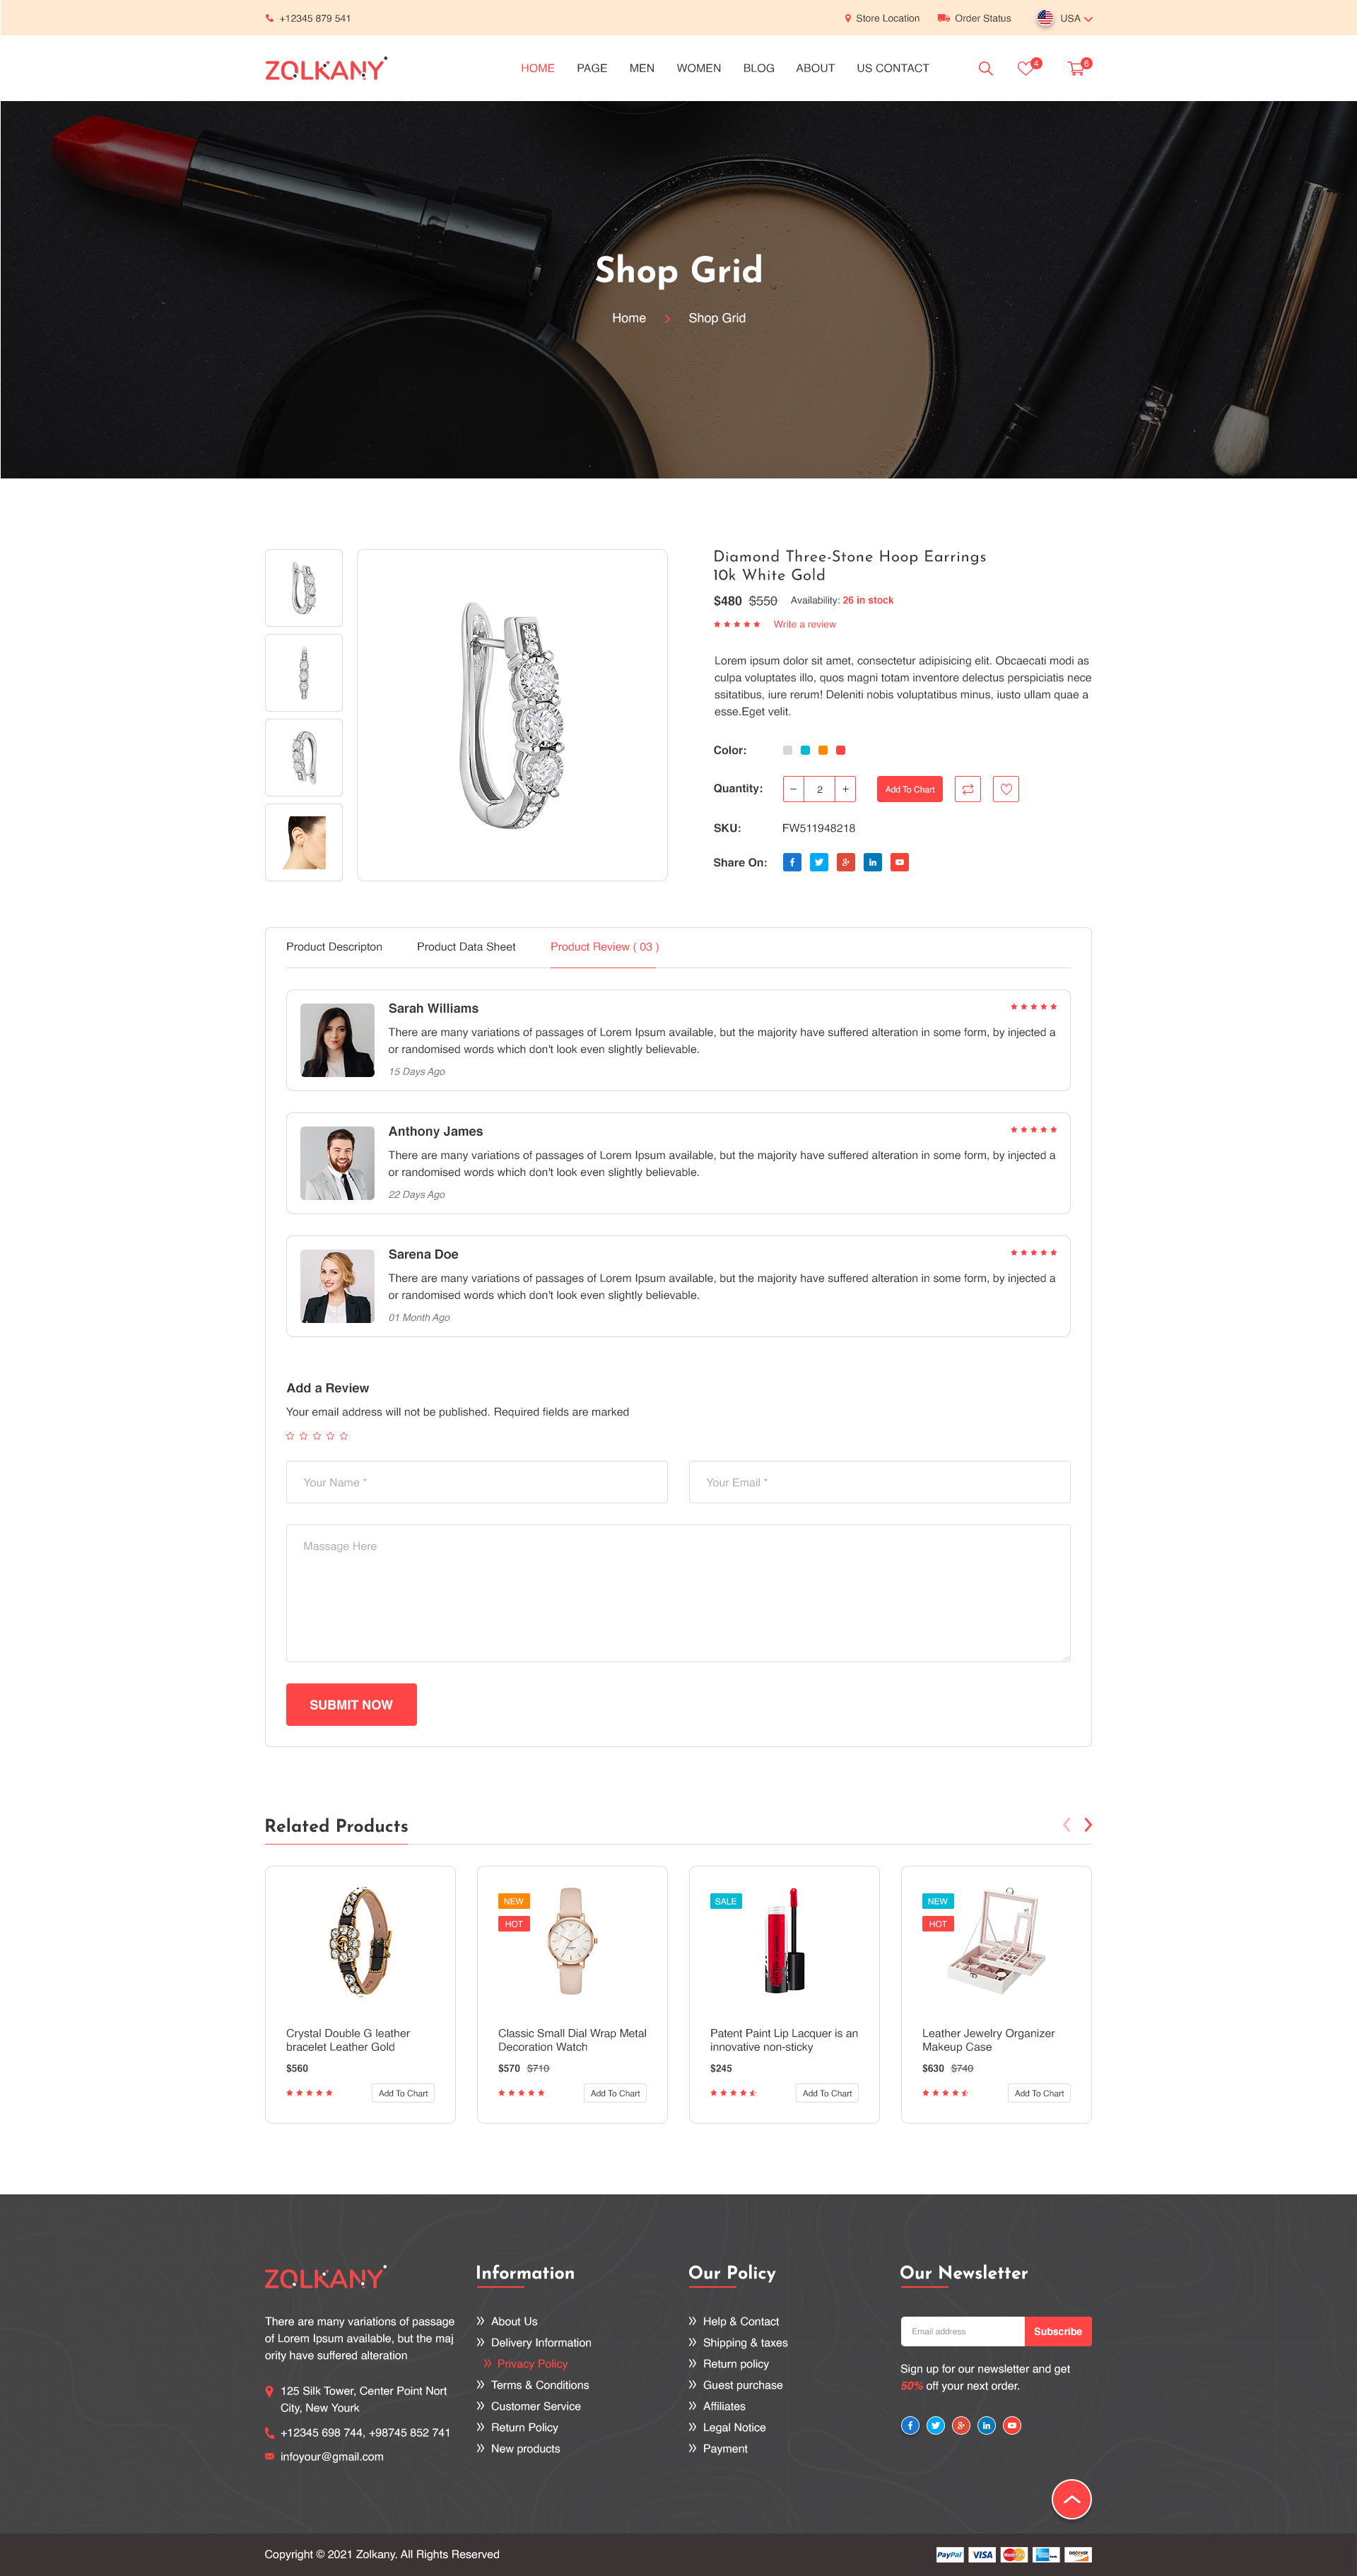 +12345 879 541
Store Location
Order Status
USA
ZOLKANY
HOME PAGE MEN WOMEN BLOG ABOUT US CONTACT
4
6
Shop Grid
Home Shop Grid
Diamond Three-Stone Hoop Earrings
10k White Gold
$480 $550 Availability: 26 in stock
Write a review
Lorem ipsum dolor sit amet, consectetur adipisicing elit. Obcaecati modi as
culpa voluptates illo, quos magni totam inventore delectus perspiciatis nece
ssitatibus, iure rerum! Deleniti nobis voluptatibus minus, iusto ullam quae a
esse.Eget velit.
Color:
Quantity: − 2 + Add To Chart
SKU: FW511948218
Share On:
Product Descripton Product Data Sheet Product Review ( 03 )
Sarah Williams
There are many variations of passages of Lorem Ipsum available, but the majority have suffered alteration in some form, by injected a
or randomised words which don't look even slightly believable.
15 Days Ago
Anthony James
There are many variations of passages of Lorem Ipsum available, but the majority have suffered alteration in some form, by injected a
or randomised words which don't look even slightly believable.
22 Days Ago
Sarena Doe
There are many variations of passages of Lorem Ipsum available, but the majority have suffered alteration in some form, by injected a
or randomised words which don't look even slightly believable.
01 Month Ago
Add a Review
Your email address will not be published. Required fields are marked
Your Name *
Your Email *
Massage Here
SUBMIT NOW
Related Products
Crystal Double G leather
bracelet Leather Gold
$560
Add To Chart
NEW
HOT
Classic Small Dial Wrap Metal
Decoration Watch
$570 $710
Add To Chart
SALE
Patent Paint Lip Lacquer is an
innovative non-sticky
$245
Add To Chart
NEW
HOT
Leather Jewelry Organizer
Makeup Case
$630 $740
Add To Chart
ZOLKANY
There are many variations of passage
of Lorem Ipsum available, but the maj
ority have suffered alteration
125 Silk Tower, Center Point Nort
City, New Yourk
+12345 698 744, +98745 852 741
infoyour@gmail.com
Information
About Us
Delivery Information
Privacy Policy
Terms & Conditions
Customer Service
Return Policy
New products
Our Policy
Help & Contact
Shipping & taxes
Return policy
Guest purchase
Affiliates
Legal Notice
Payment
Our Newsletter
Email address
Subscribe
Sign up for our newsletter and get
50% off your next order.
Copyright © 2021 Zolkany. All Rights Reserved
PayPal
VISA
DISCOVER